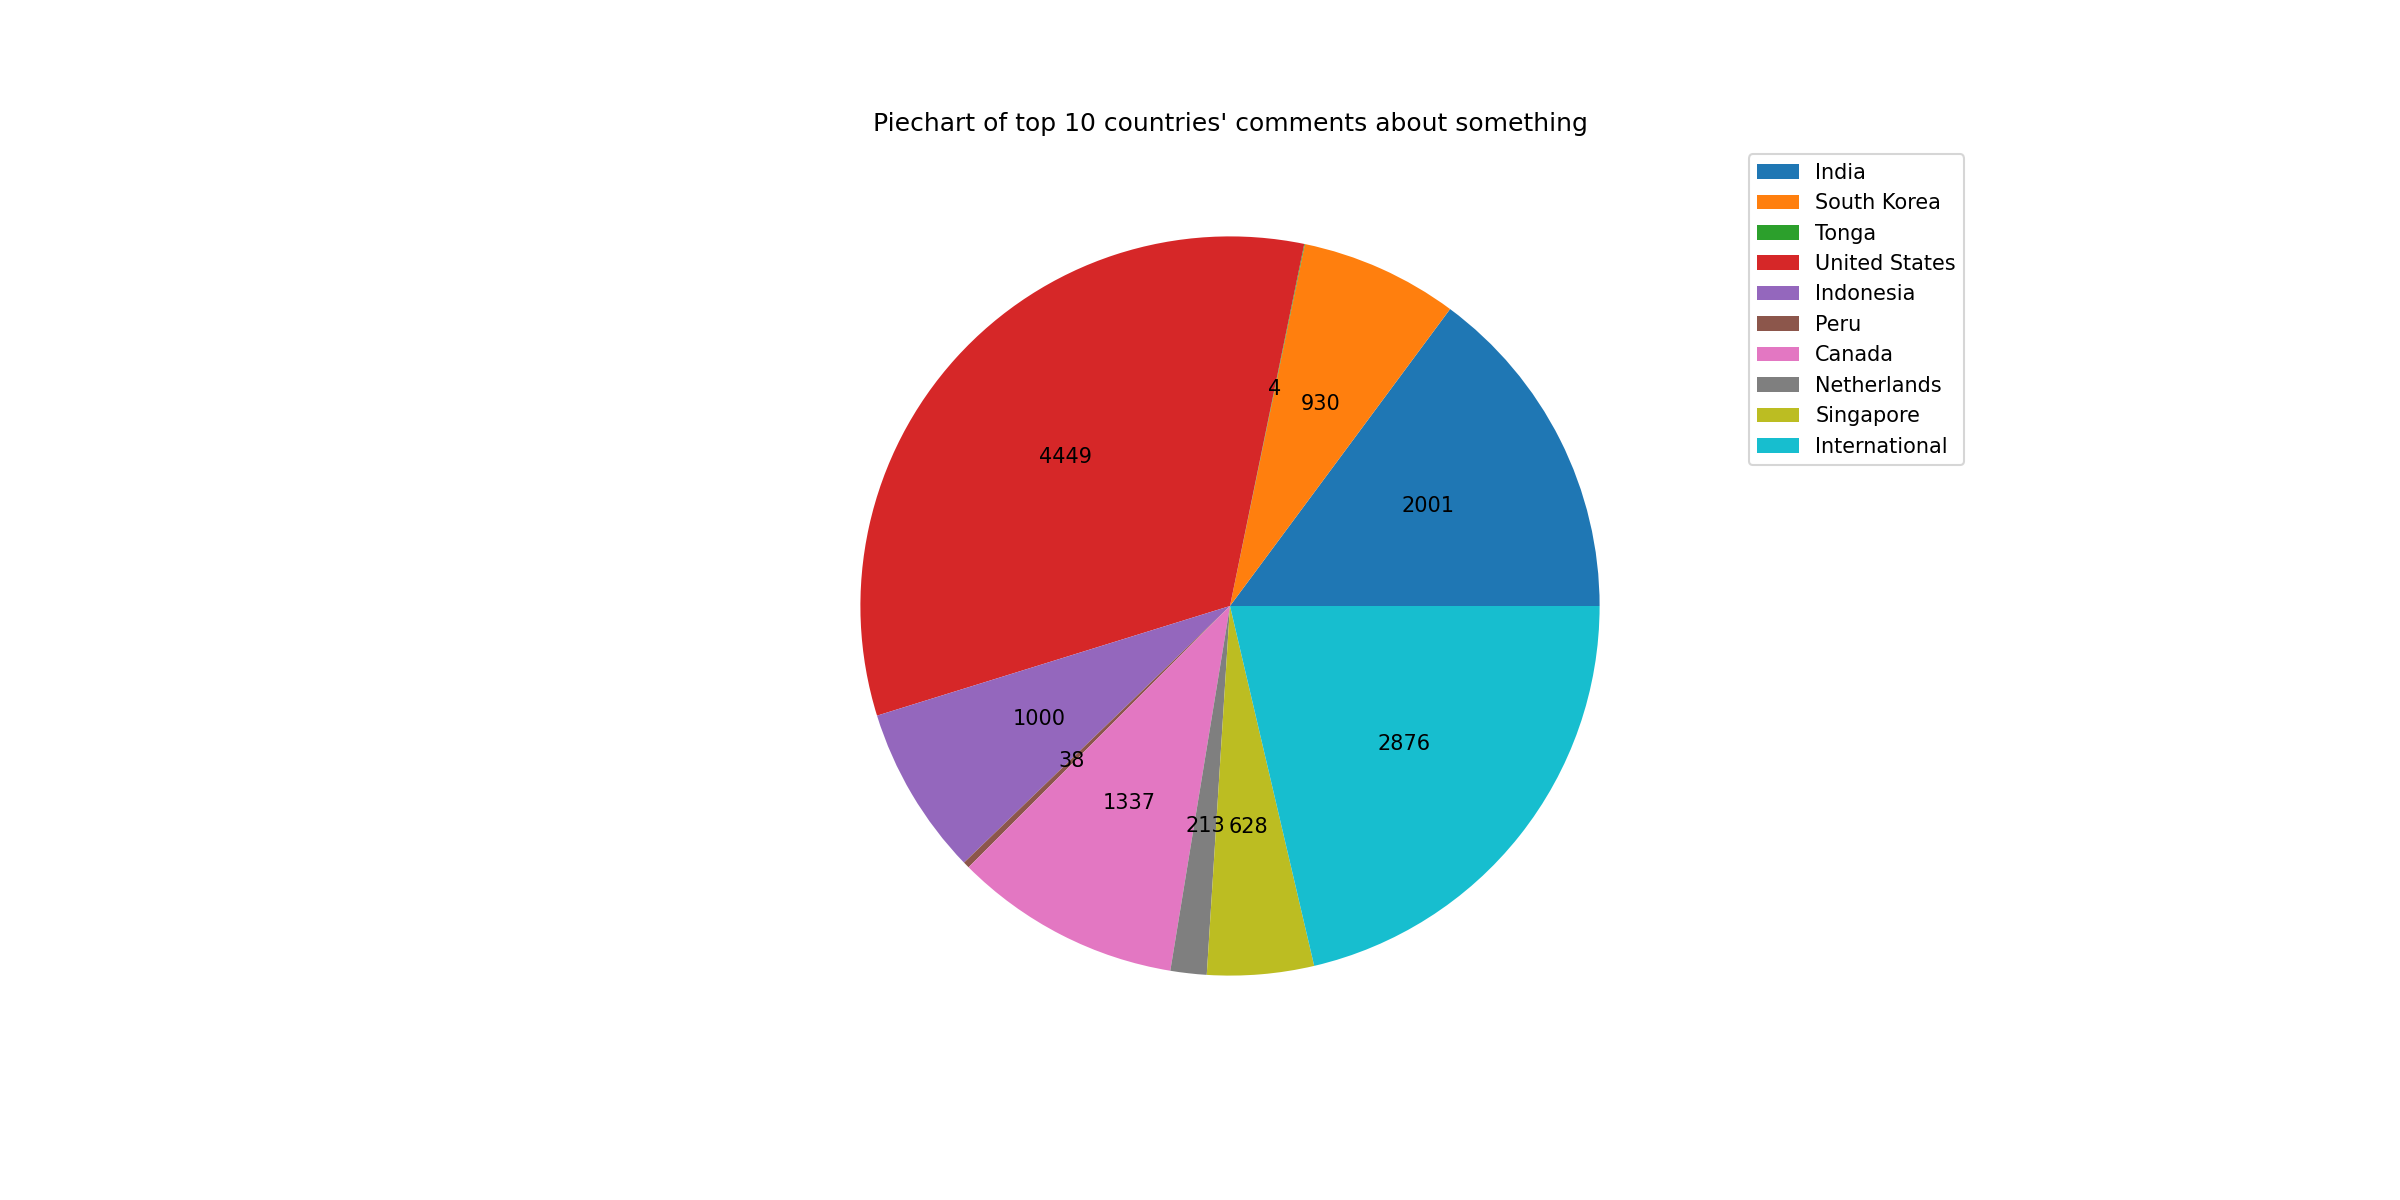 Piechart of top 10 countries' comments about something
India
South Korea
Tonga
United States
Indonesia
Peru
Canada
Netherlands
Singapore
International
4
930
4449
2001
1000
38
2876
1337
213
628